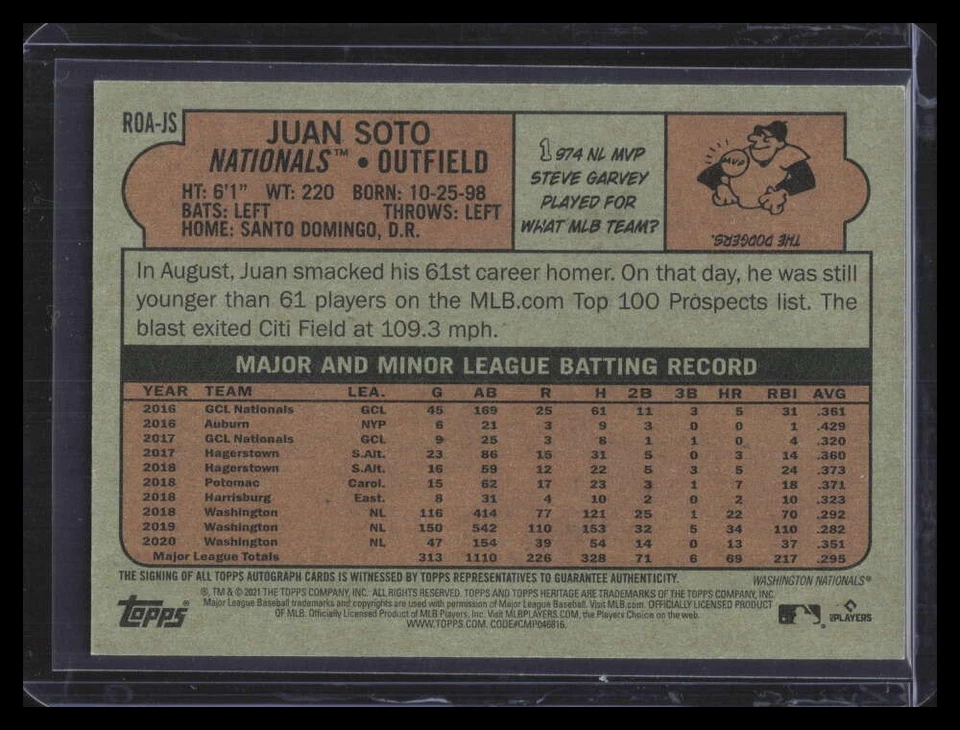 ROA-JS
JUAN SOTO
NATIONALS™ • OUTFIELD
HT: 6'1" WT: 220 BORN: 10-25-98
BATS: LEFT THROWS: LEFT
HOME: SANTO DOMINGO, D.R.
1974 NL MVP
STEVE GARVEY
PLAYED FOR
WHAT MLB TEAM?
MVP
THE DODGERS.
In August, Juan smacked his 61st career homer. On that day, he was still
younger than 61 players on the MLB.com Top 100 Prospects list. The
blast exited Citi Field at 109.3 mph.
MAJOR AND MINOR LEAGUE BATTING RECORD
YEAR TEAM LEA. G AB R H 2B 3B HR RBI AVG
2016 GCL Nationals GCL 45 169 25 61 11 3 5 31 .361
2016 Auburn NYP 6 21 3 9 3 0 0 1 .429
2017 GCL Nationals GCL 9 25 3 8 1 1 0 4 .320
2017 Hagerstown S.Atl. 23 86 15 31 5 0 3 14 .360
2018 Hagerstown S.Atl. 16 59 12 22 5 3 5 24 .373
2018 Potomac Carol. 15 62 17 23 3 1 7 18 .371
2018 Harrisburg East. 8 31 4 10 2 0 2 10 .323
2018 Washington NL 116 414 77 121 25 1 22 70 .292
2019 Washington NL 150 542 110 153 32 5 34 110 .282
2020 Washington NL 47 154 39 54 14 0 13 37 .351
Major League Totals 313 1110 226 328 71 6 69 217 .295
THE SIGNING OF ALL TOPPS AUTOGRAPH CARDS IS WITNESSED BY TOPPS REPRESENTATIVES TO GUARANTEE AUTHENTICITY.
WASHINGTON NATIONALS®
®, TM & © 2021 THE TOPPS COMPANY, INC. ALL RIGHTS RESERVED. TOPPS AND TOPPS HERITAGE ARE TRADEMARKS OF THE TOPPS COMPANY, INC.
Major League Baseball trademarks and copyrights are used with permission of Major League Baseball. Visit MLB.com. OFFICIALLY LICENSED PRODUCT
OF MLB. Officially Licensed Product of MLB Players, Inc. Visit MLBPLAYERS.COM, the Players Choice on the web.
WWW.TOPPS.COM. CODE#CMP046816.
Topps®
PLAYERS